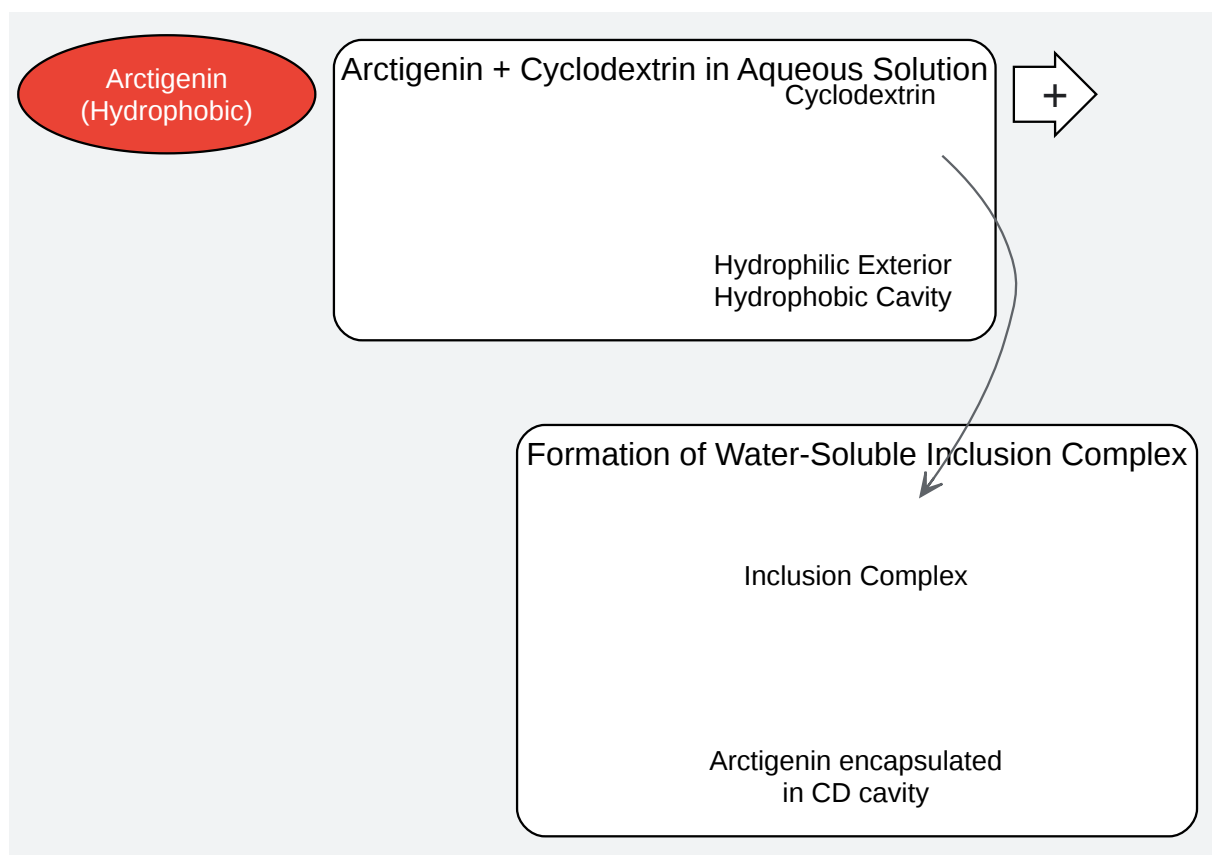 Arctigenin
(Hydrophobic)
Arctigenin + Cyclodextrin in Aqueous Solution
Cyclodextrin
+
Hydrophilic Exterior
Hydrophobic Cavity
Formation of Water-Soluble Inclusion Complex
Inclusion Complex
Arctigenin encapsulated
in CD cavity